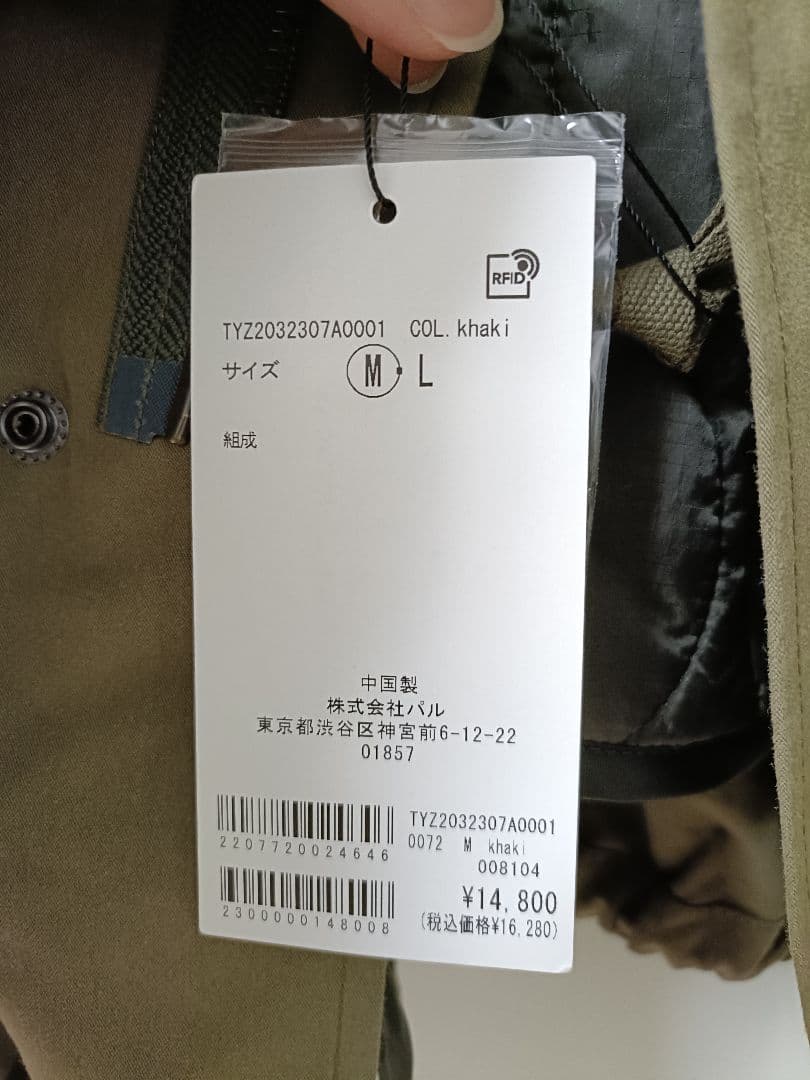 RFID
TYZ2032307A0001 COL.khaki
サイズ M・L
組成
中国製
株式会社パル
東京都渋谷区神宮前6-12-22
01857
TYZ2032307A0001
2207720024646
0072 M khaki
008104
¥14,800
2300000148008
(税込価格¥16,280)